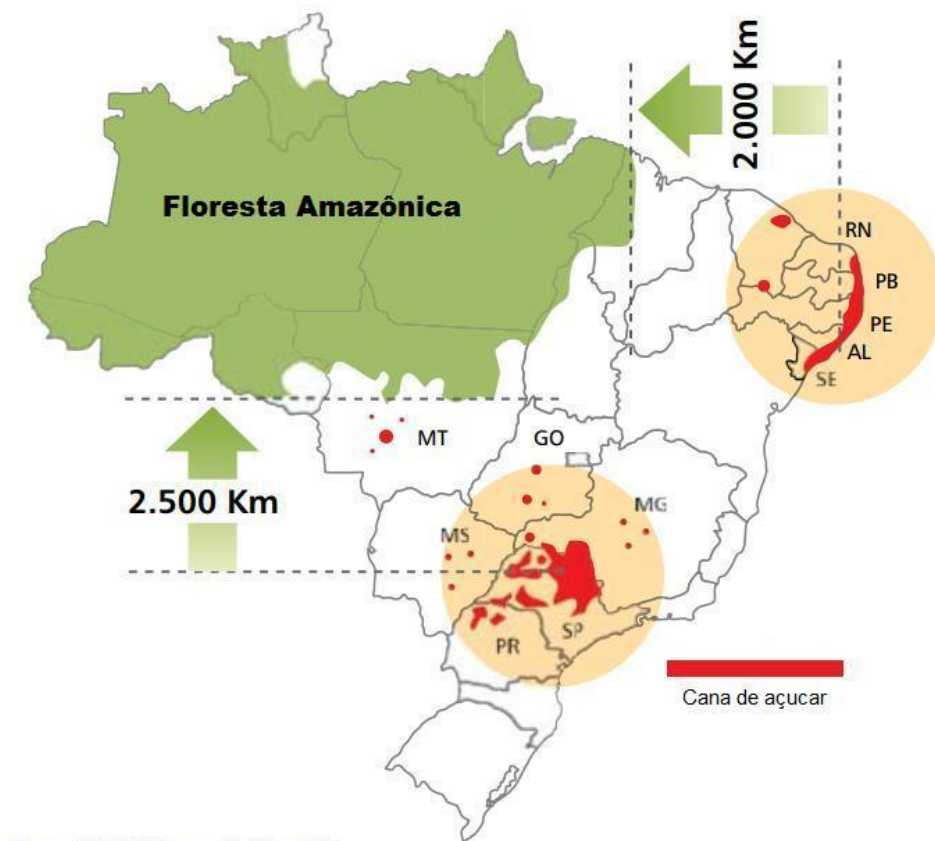 2.000 Km
Floresta Amazônica
RN
PB
PE
AL
SE
MT
GO
2.500 Km
MG
MS
SP
PR
Cana de açucar